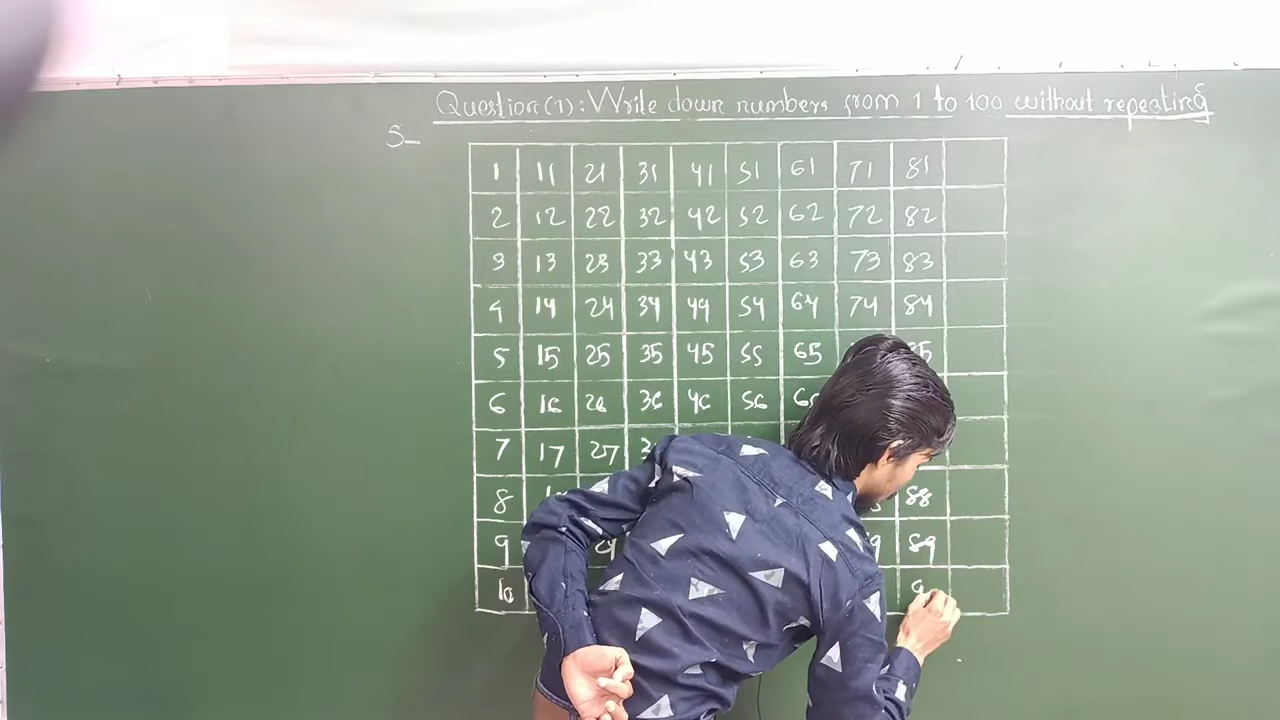 Question(1): Write down numbers from 1 to 100 without repeating
S-
1 11 21 31 41 51 61 71 81
2 12 22 32 42 52 62 72 82
3 13 23 33 43 53 63 73 83
4 14 24 34 44 54 64 74 84
5 15 25 35 45 55 65
6 16 26 36 46 56
7 17 27
8 88
9 89
10